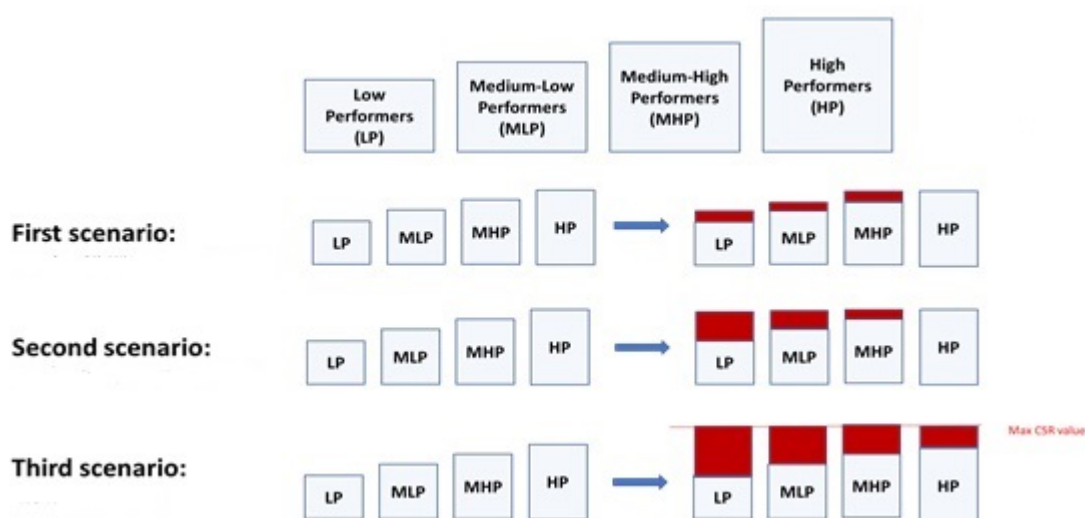 Low
Performers
(LP)
Medium-Low
Performers
(MLP)
Medium-High
Performers
(MHP)
High
Performers
(HP)
First scenario:
LP
MLP
MHP
HP
LP
MLP
MHP
HP
Second scenario:
LP
MLP
MHP
HP
LP
MLP
MHP
HP
Max CSR value
Third scenario:
LP
MLP
MHP
HP
LP
MLP
MHP
HP